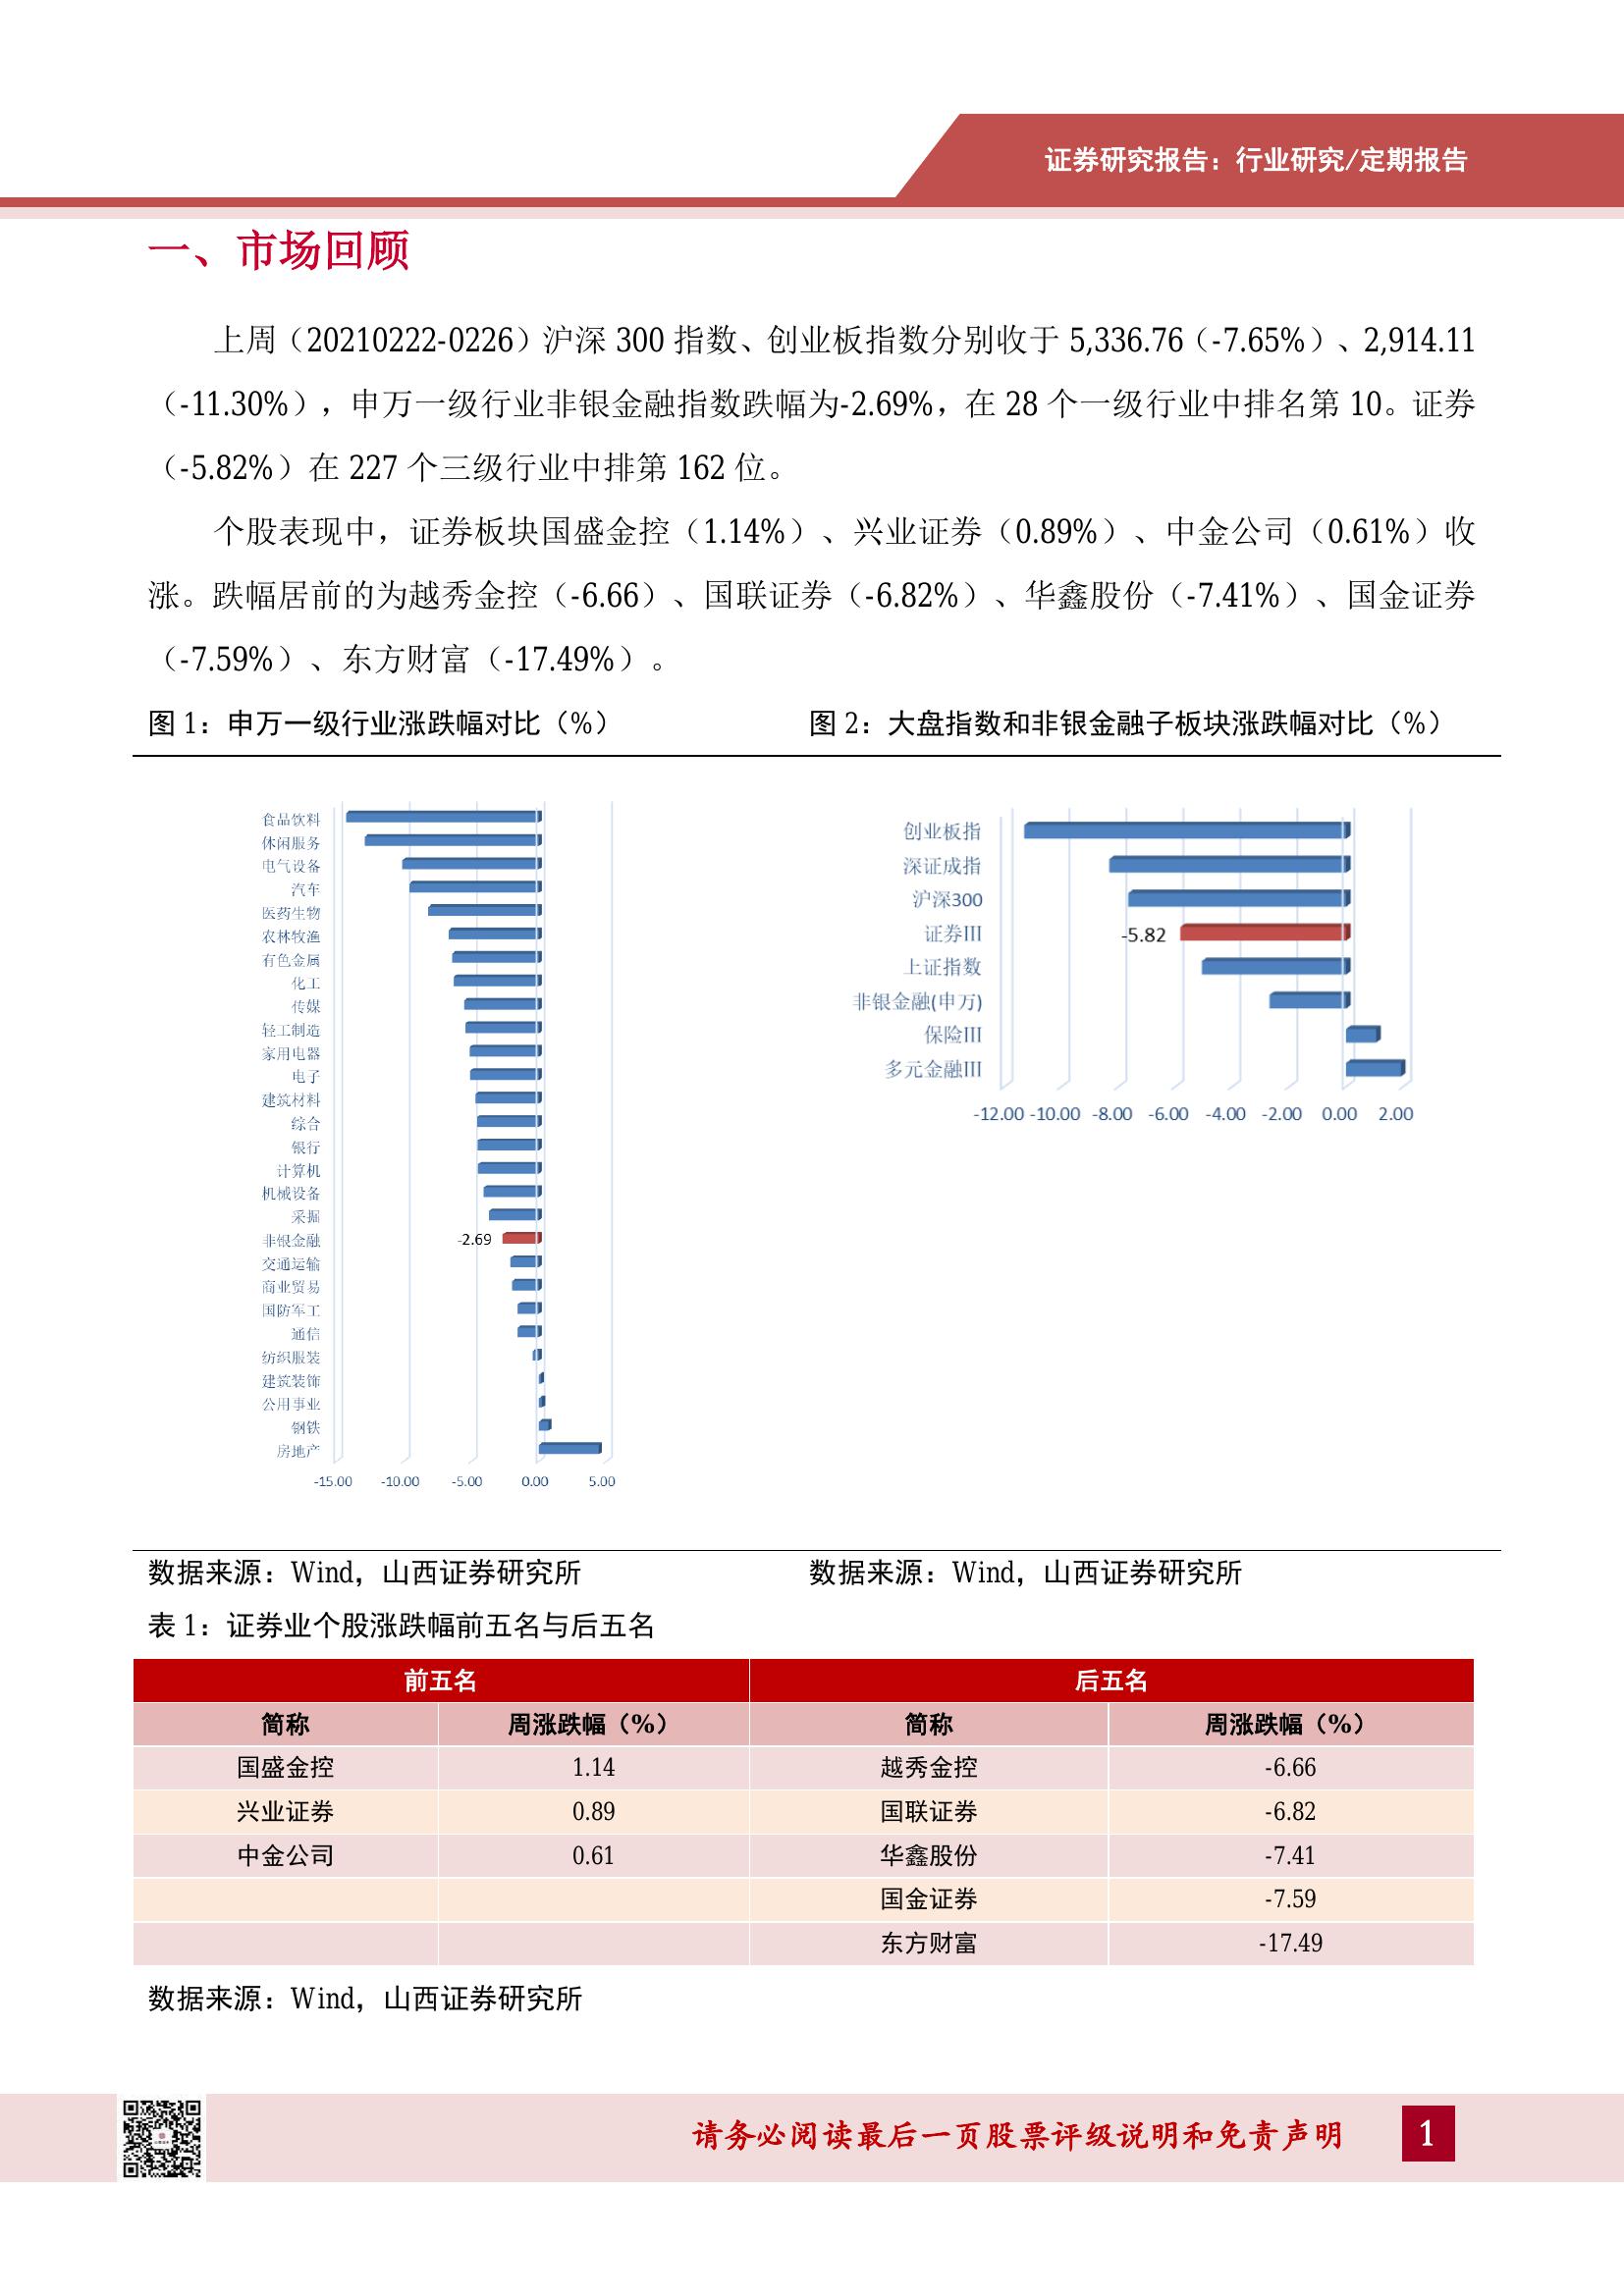 证券研究报告：行业研究/定期报告
一、市场回顾
上周（20210222-0226）沪深 300 指数、创业板指数分别收于 5,336.76（-7.65%）、2,914.11
（-11.30%），申万一级行业非银金融指数跌幅为-2.69%，在 28 个一级行业中排名第 10。证券
（-5.82%）在 227 个三级行业中排第 162 位。
个股表现中，证券板块国盛金控（1.14%）、兴业证券（0.89%）、中金公司（0.61%）收
涨。跌幅居前的为越秀金控（-6.66）、国联证券（-6.82%）、华鑫股份（-7.41%）、国金证券
（-7.59%）、东方财富（-17.49%）。
图 1：申万一级行业涨跌幅对比（%）
食品饮料
休闲服务
电气设备
汽车
医药生物
农林牧渔
有色金属
化工
传媒
轻工制造
家用电器
电子
建筑材料
综合
银行
计算机
机械设备
采掘
非银金融 -2.69
交通运输
商业贸易
国防军工
通信
纺织服装
建筑装饰
公用事业
钢铁
房地产
-15.00 -10.00 -5.00 0.00 5.00
数据来源：Wind，山西证券研究所
图 2：大盘指数和非银金融子板块涨跌幅对比（%）
创业板指
深证成指
沪深300
证券III -5.82
上证指数
非银金融(申万)
保险III
多元金融III
-12.00 -10.00 -8.00 -6.00 -4.00 -2.00 0.00 2.00
数据来源：Wind，山西证券研究所
表 1：证券业个股涨跌幅前五名与后五名
前五名 后五名
简称 周涨跌幅（%） 简称 周涨跌幅（%）
国盛金控 1.14 越秀金控 -6.66
兴业证券 0.89 国联证券 -6.82
中金公司 0.61 华鑫股份 -7.41
国金证券 -7.59
东方财富 -17.49
数据来源：Wind，山西证券研究所
请务必阅读最后一页股票评级说明和免责声明 1